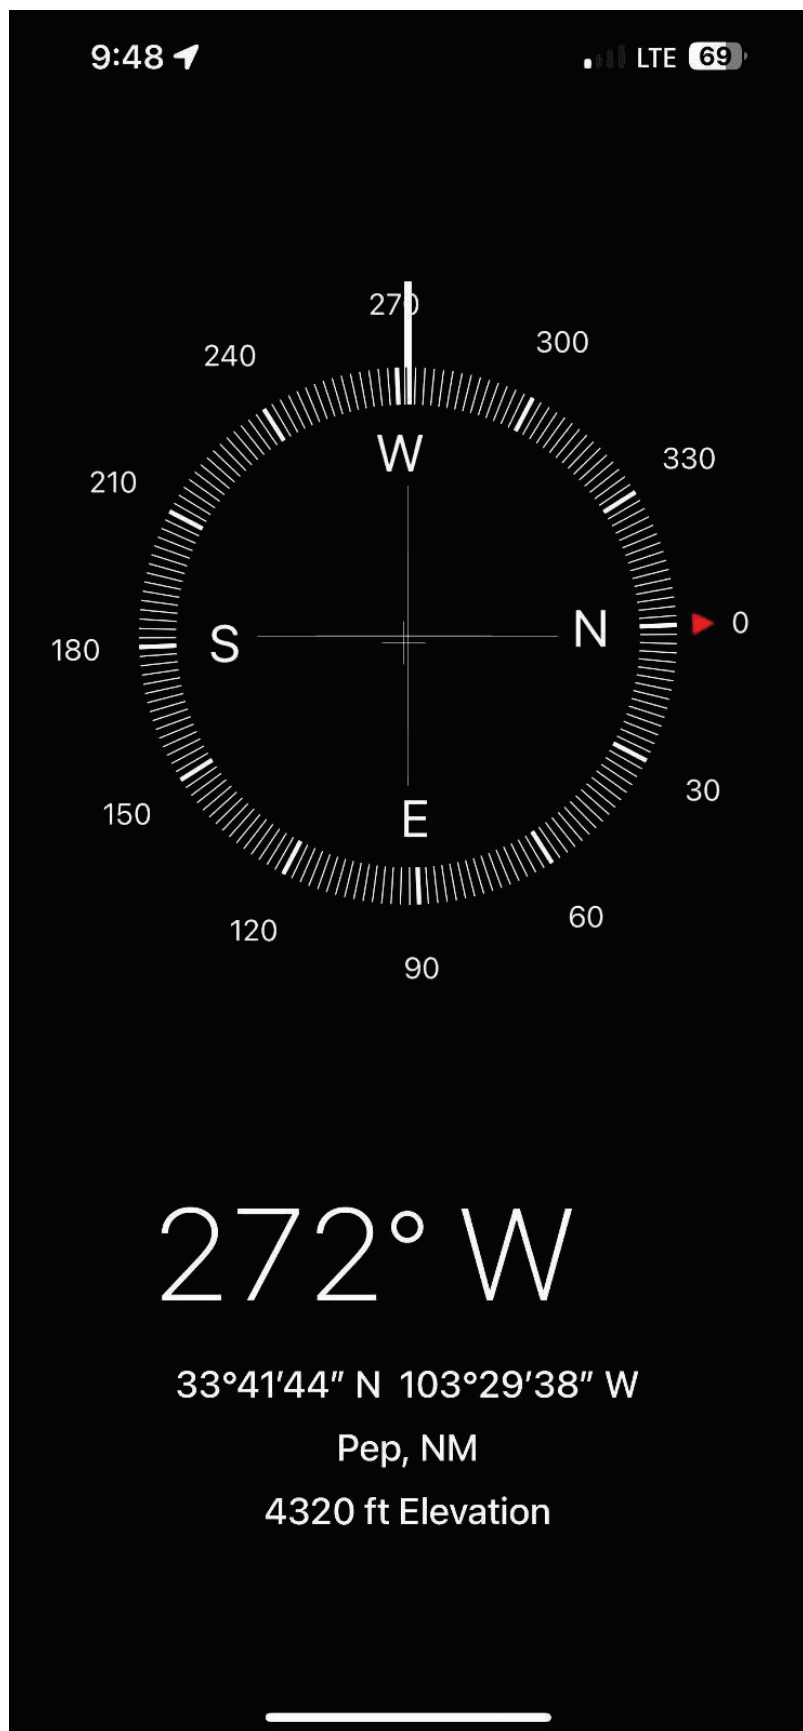 9:48 LTE 69
270
240 300
210 330
W
S N 0
180
E
150 30
120 60
90
272° W
33°41′44″ N 103°29′38″ W
Pep, NM
4320 ft Elevation